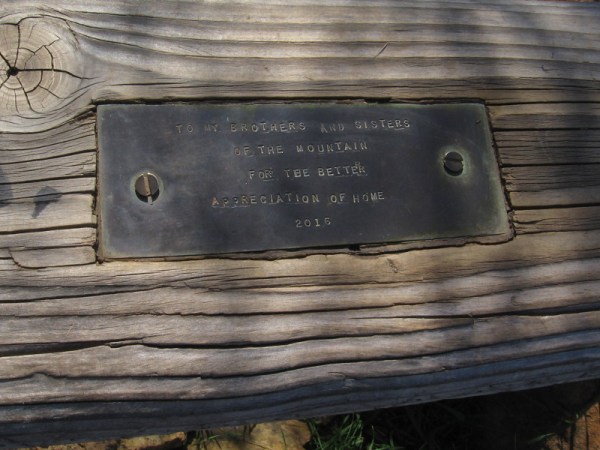 TO MY BROTHERS AND SISTERS
OF THE MOUNTAIN
FOR THE BETTER
APPRECIATION OF HOME
2016